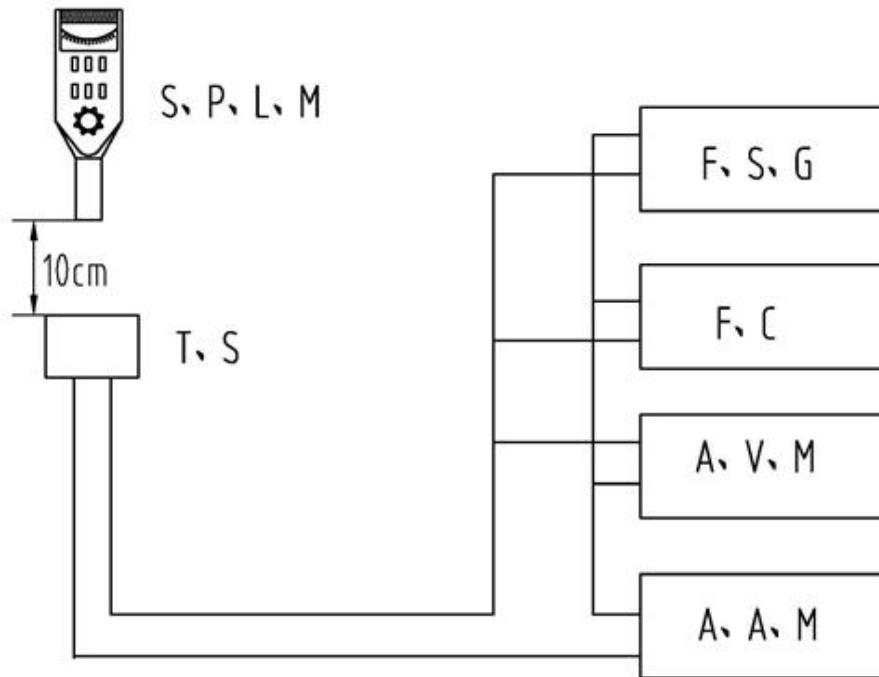 S、P、L、M
F、S、G
10cm
F、C
T、S
A、V、M
A、A、M